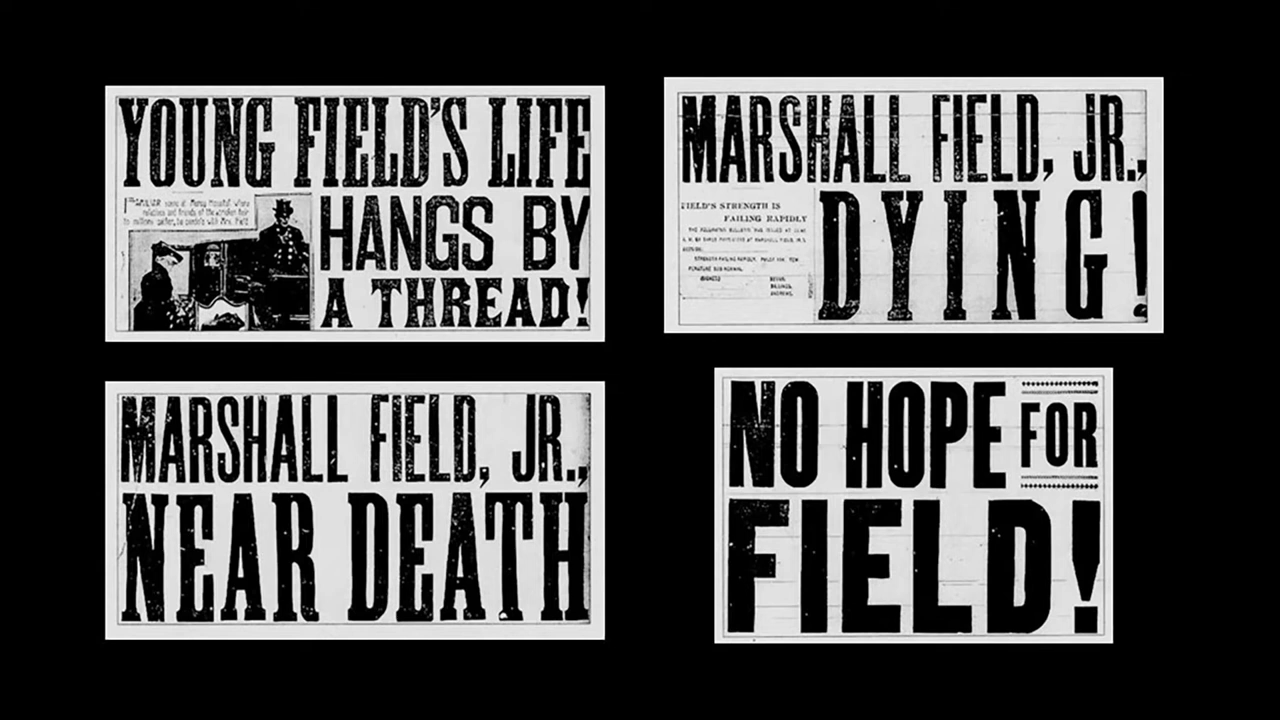 YOUNG FIELD'S LIFE
HANGS BY
A THREAD!
MARSHALL FIELD, JR.,
FIELD'S STRENGTH IS
FAILING RAPIDLY
DYING!
MARSHALL FIELD, JR.,
NEAR DEATH
NO HOPE FOR
FIELD!